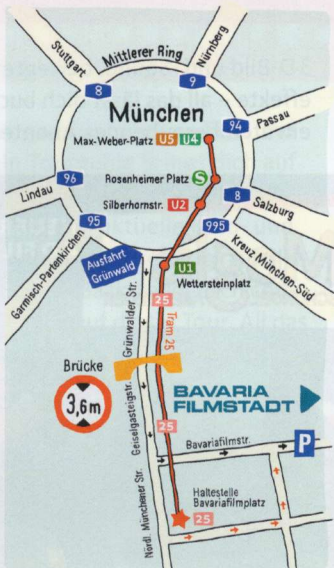 Stuttgart
Mittlerer Ring
Nürnberg
8
9
München
94
Passau
Max-Weber-Platz U5 U4
Rosenheimer Platz S
96
Lindau
8
Salzburg
Silberhornstr. U2
95
995
Garmisch-Partenkirchen
Kreuz München-Süd
Ausfahrt
Grünwald
U1
Wettersteinplatz
25
Grünwalder Str.
Tram 25
Brücke
3,6m
Geiselgasteigstr.
BAVARIA
FILMSTADT
25
Bavariafilmstr.
P
Haltestelle
Bavariafilmplatz
25
Nördl. Münchener Str.